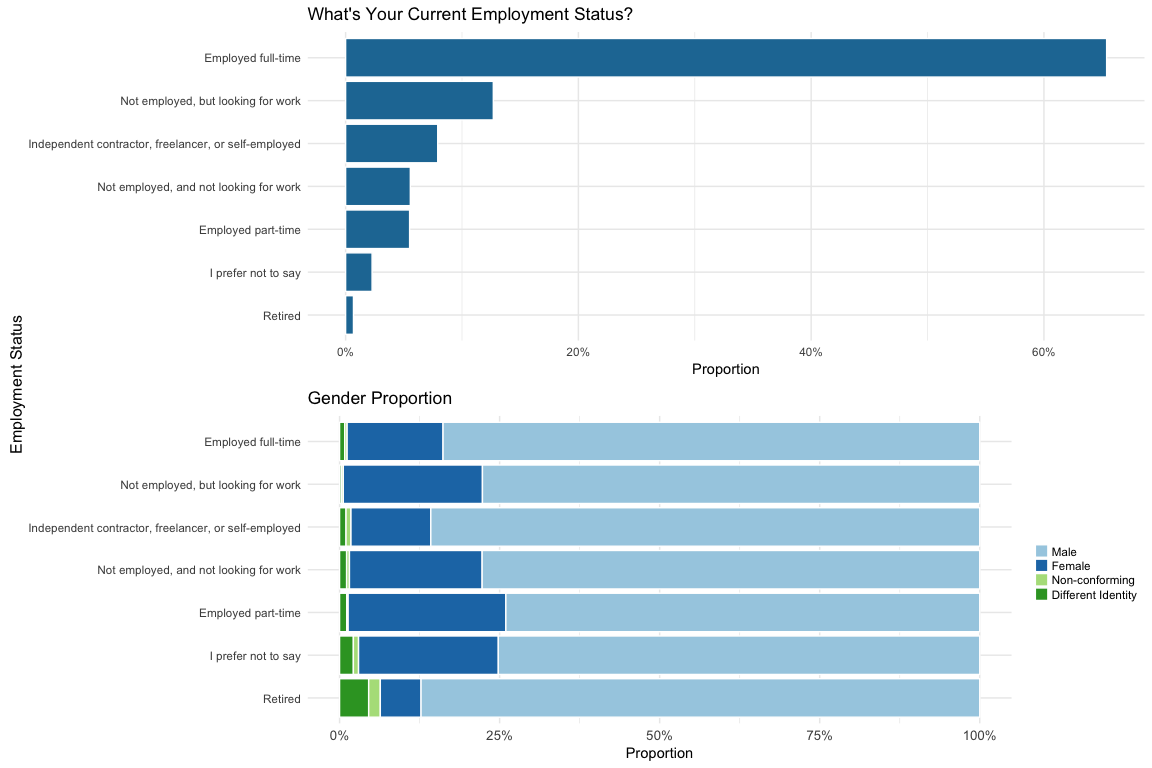 What's Your Current Employment Status?
Employed full-time
Not employed, but looking for work
Independent contractor, freelancer, or self-employed
Not employed, and not looking for work
Employed part-time
I prefer not to say
Retired
0% 20% 40% 60%
Proportion
Employment Status
Gender Proportion
Employed full-time
Not employed, but looking for work
Independent contractor, freelancer, or self-employed
Not employed, and not looking for work
Employed part-time
I prefer not to say
Retired
0% 25% 50% 75% 100%
Proportion
Male
Female
Non-conforming
Different Identity